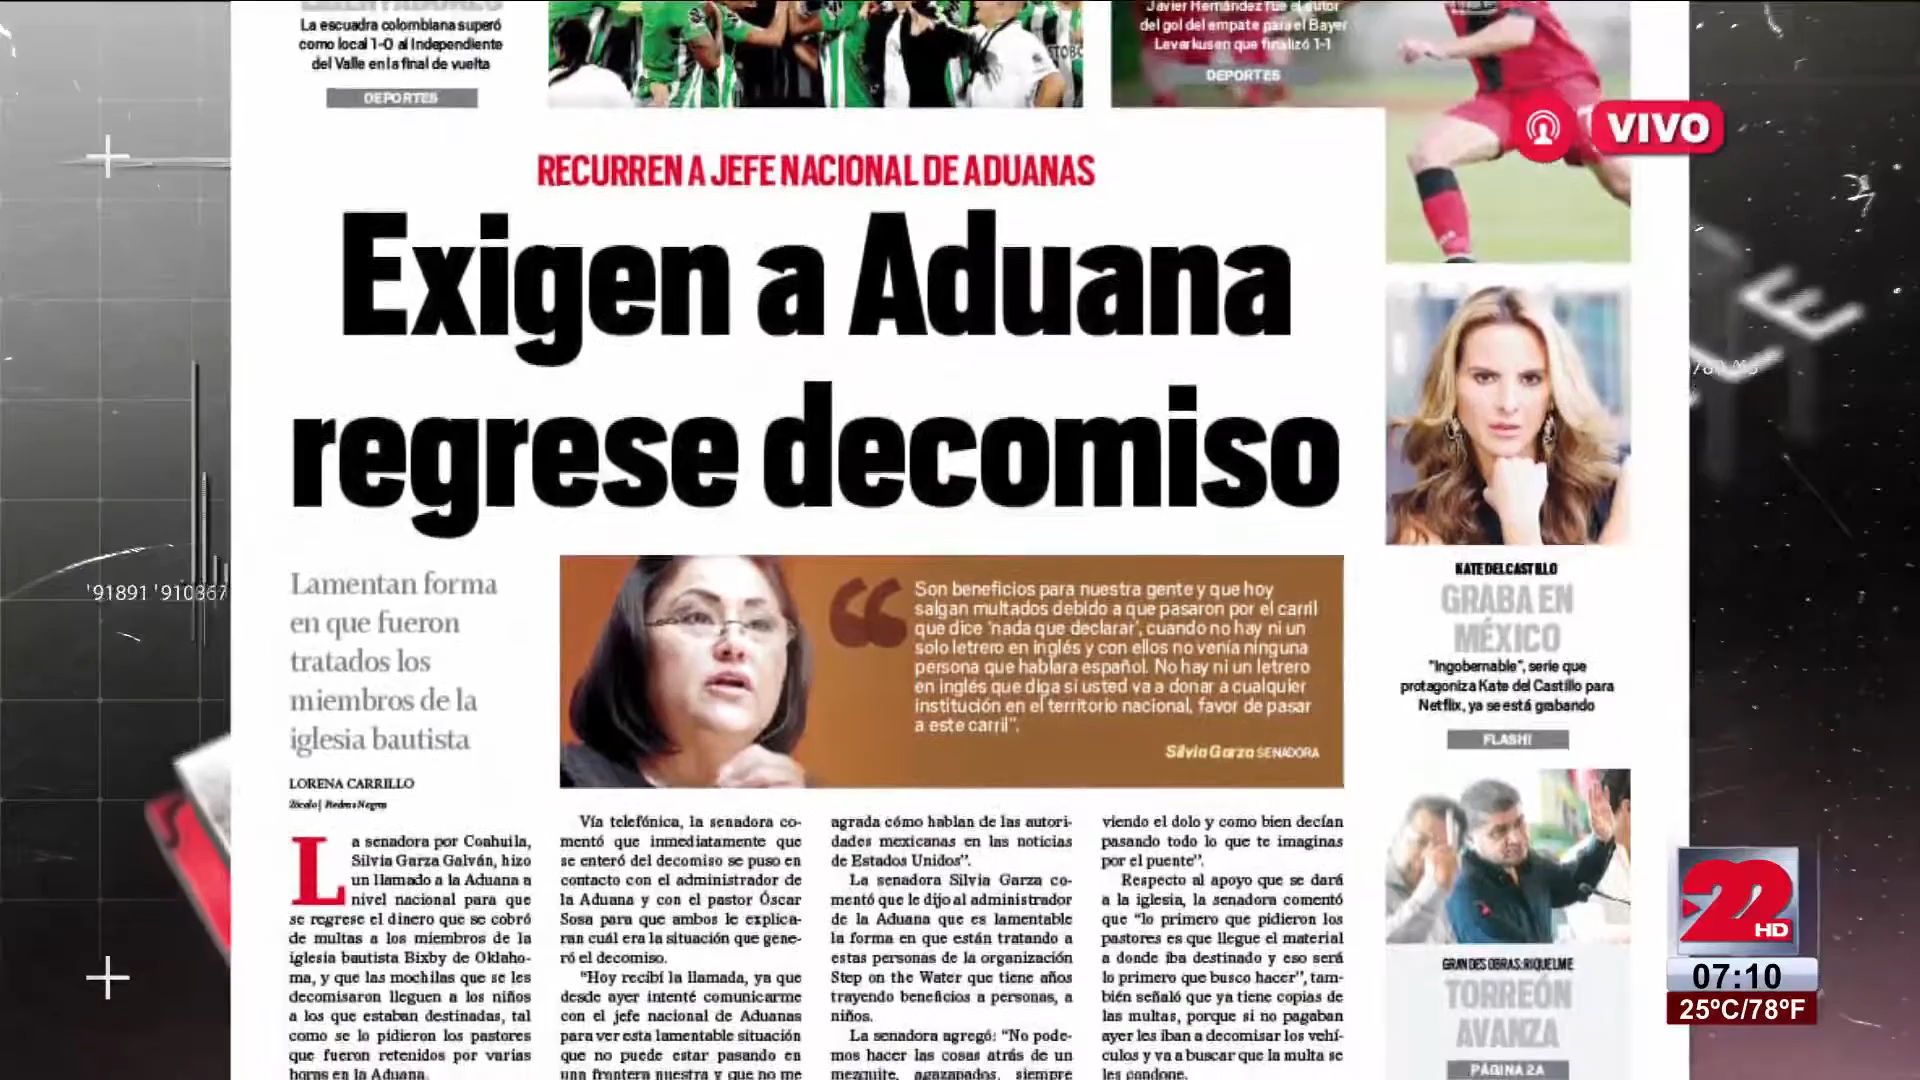 La escuadra colombiana superó
como local 1-0 al Independiente
del Valle en la final de vuelta
DEPORTES
Javier Hernández fue el autor
del gol del empate para el Bayer
Leverkusen que finalizó 1-1
DEPORTES
VIVO
RECURREN A JEFE NACIONAL DE ADUANAS
Exigen a Aduana
regrese decomiso
Lamentan forma
en que fueron
tratados los
miembros de la
iglesia bautista
LORENA CARRILLO
Zócalo | Piedras Negras
La senadora por Coahuila,
Silvia Garza Galván, hizo
un llamado a la Aduana a
nivel nacional para que
se regrese el dinero que se cobró
de multas a los miembros de la
iglesia bautista Bixby de Oklaho-
ma, y que las mochilas que se les
decomisaron lleguen a los niños
a los que estaban destinadas, tal
como se lo pidieron los pastores
que fueron retenidos por varias
horas en la Aduana.
“
Son beneficios para nuestra gente y que hoy
salgan multados debido a que pasaron por el carril
que dice 'nada que declarar', cuando no hay ni un
solo letrero en inglés y con ellos no venía ninguna
persona que hablara español. No hay ni un letrero
en inglés que diga si usted va a donar a cualquier
institución en el territorio nacional, favor de pasar
a este carril”.
Silvia Garza SENADORA
Vía telefónica, la senadora co-
mentó que inmediatamente que
se enteró del decomiso se puso en
contacto con el administrador de
la Aduana y con el pastor Óscar
Sosa para que ambos le explica-
ran cuál era la situación que gene-
ró el decomiso.
“Hoy recibí la llamada, ya que
desde ayer intenté comunicarme
con el jefe nacional de Aduanas
para ver esta lamentable situación
que no puede estar pasando en
una frontera nuestra y que no me
agrada cómo hablan de las autori-
dades mexicanas en las noticias
de Estados Unidos”.
La senadora Silvia Garza co-
mentó que le dijo al administrador
de la Aduana que es lamentable
la forma en que están tratando a
estas personas de la organización
Step on the Water que tiene años
trayendo beneficios a personas, a
niños.
La senadora agregó: “No pode-
mos hacer las cosas atrás de un
mezquite, agazapados, siempre
viendo el dolo y como bien decían
pasando todo lo que te imaginas
por el puente”.
Respecto al apoyo que se dará
a la iglesia, la senadora comentó
que “lo primero que pidieron los
pastores es que llegue el material
a donde iba destinado y eso será
lo primero que busco hacer”, tam-
bién señaló que ya tiene copias de
las multas, porque si no pagaban
ayer les iban a decomisar los vehí-
culos y va a buscar que la multa se
les condone.
KATE DEL CASTILLO
GRABA EN
MÉXICO
"Ingobernable", serie que
protagoniza Kate del Castillo para
Netflix, ya se está grabando
FLASH!
GRANDES OBRAS: RIQUELME
TORREÓN
AVANZA
PÁGINA 2A
'91891 '910367
22
HD
07:10
25ºC/78ºF